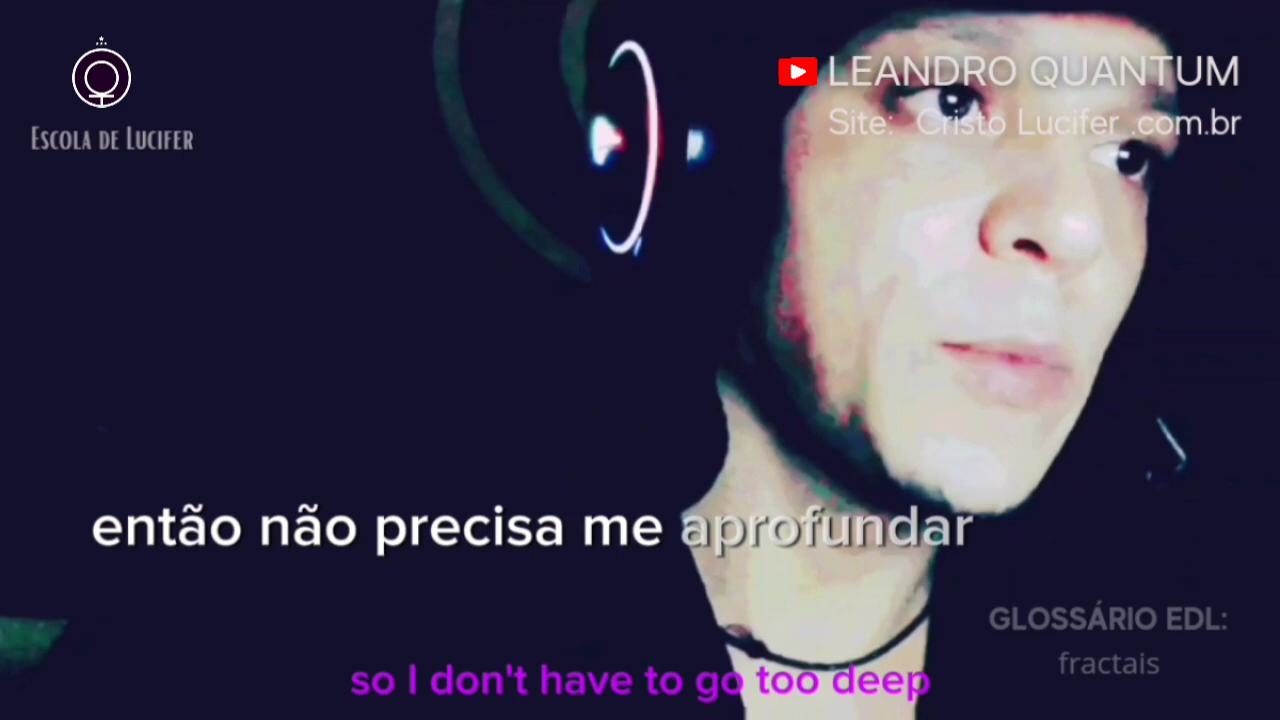 ESCOLA DE LUCIFER
LEANDRO QUANTUM
Site: Cristo Lucifer .com.br
então não precisa me aprofundar
GLOSSÁRIO EDL:
fractais
so I don't have to go too deep